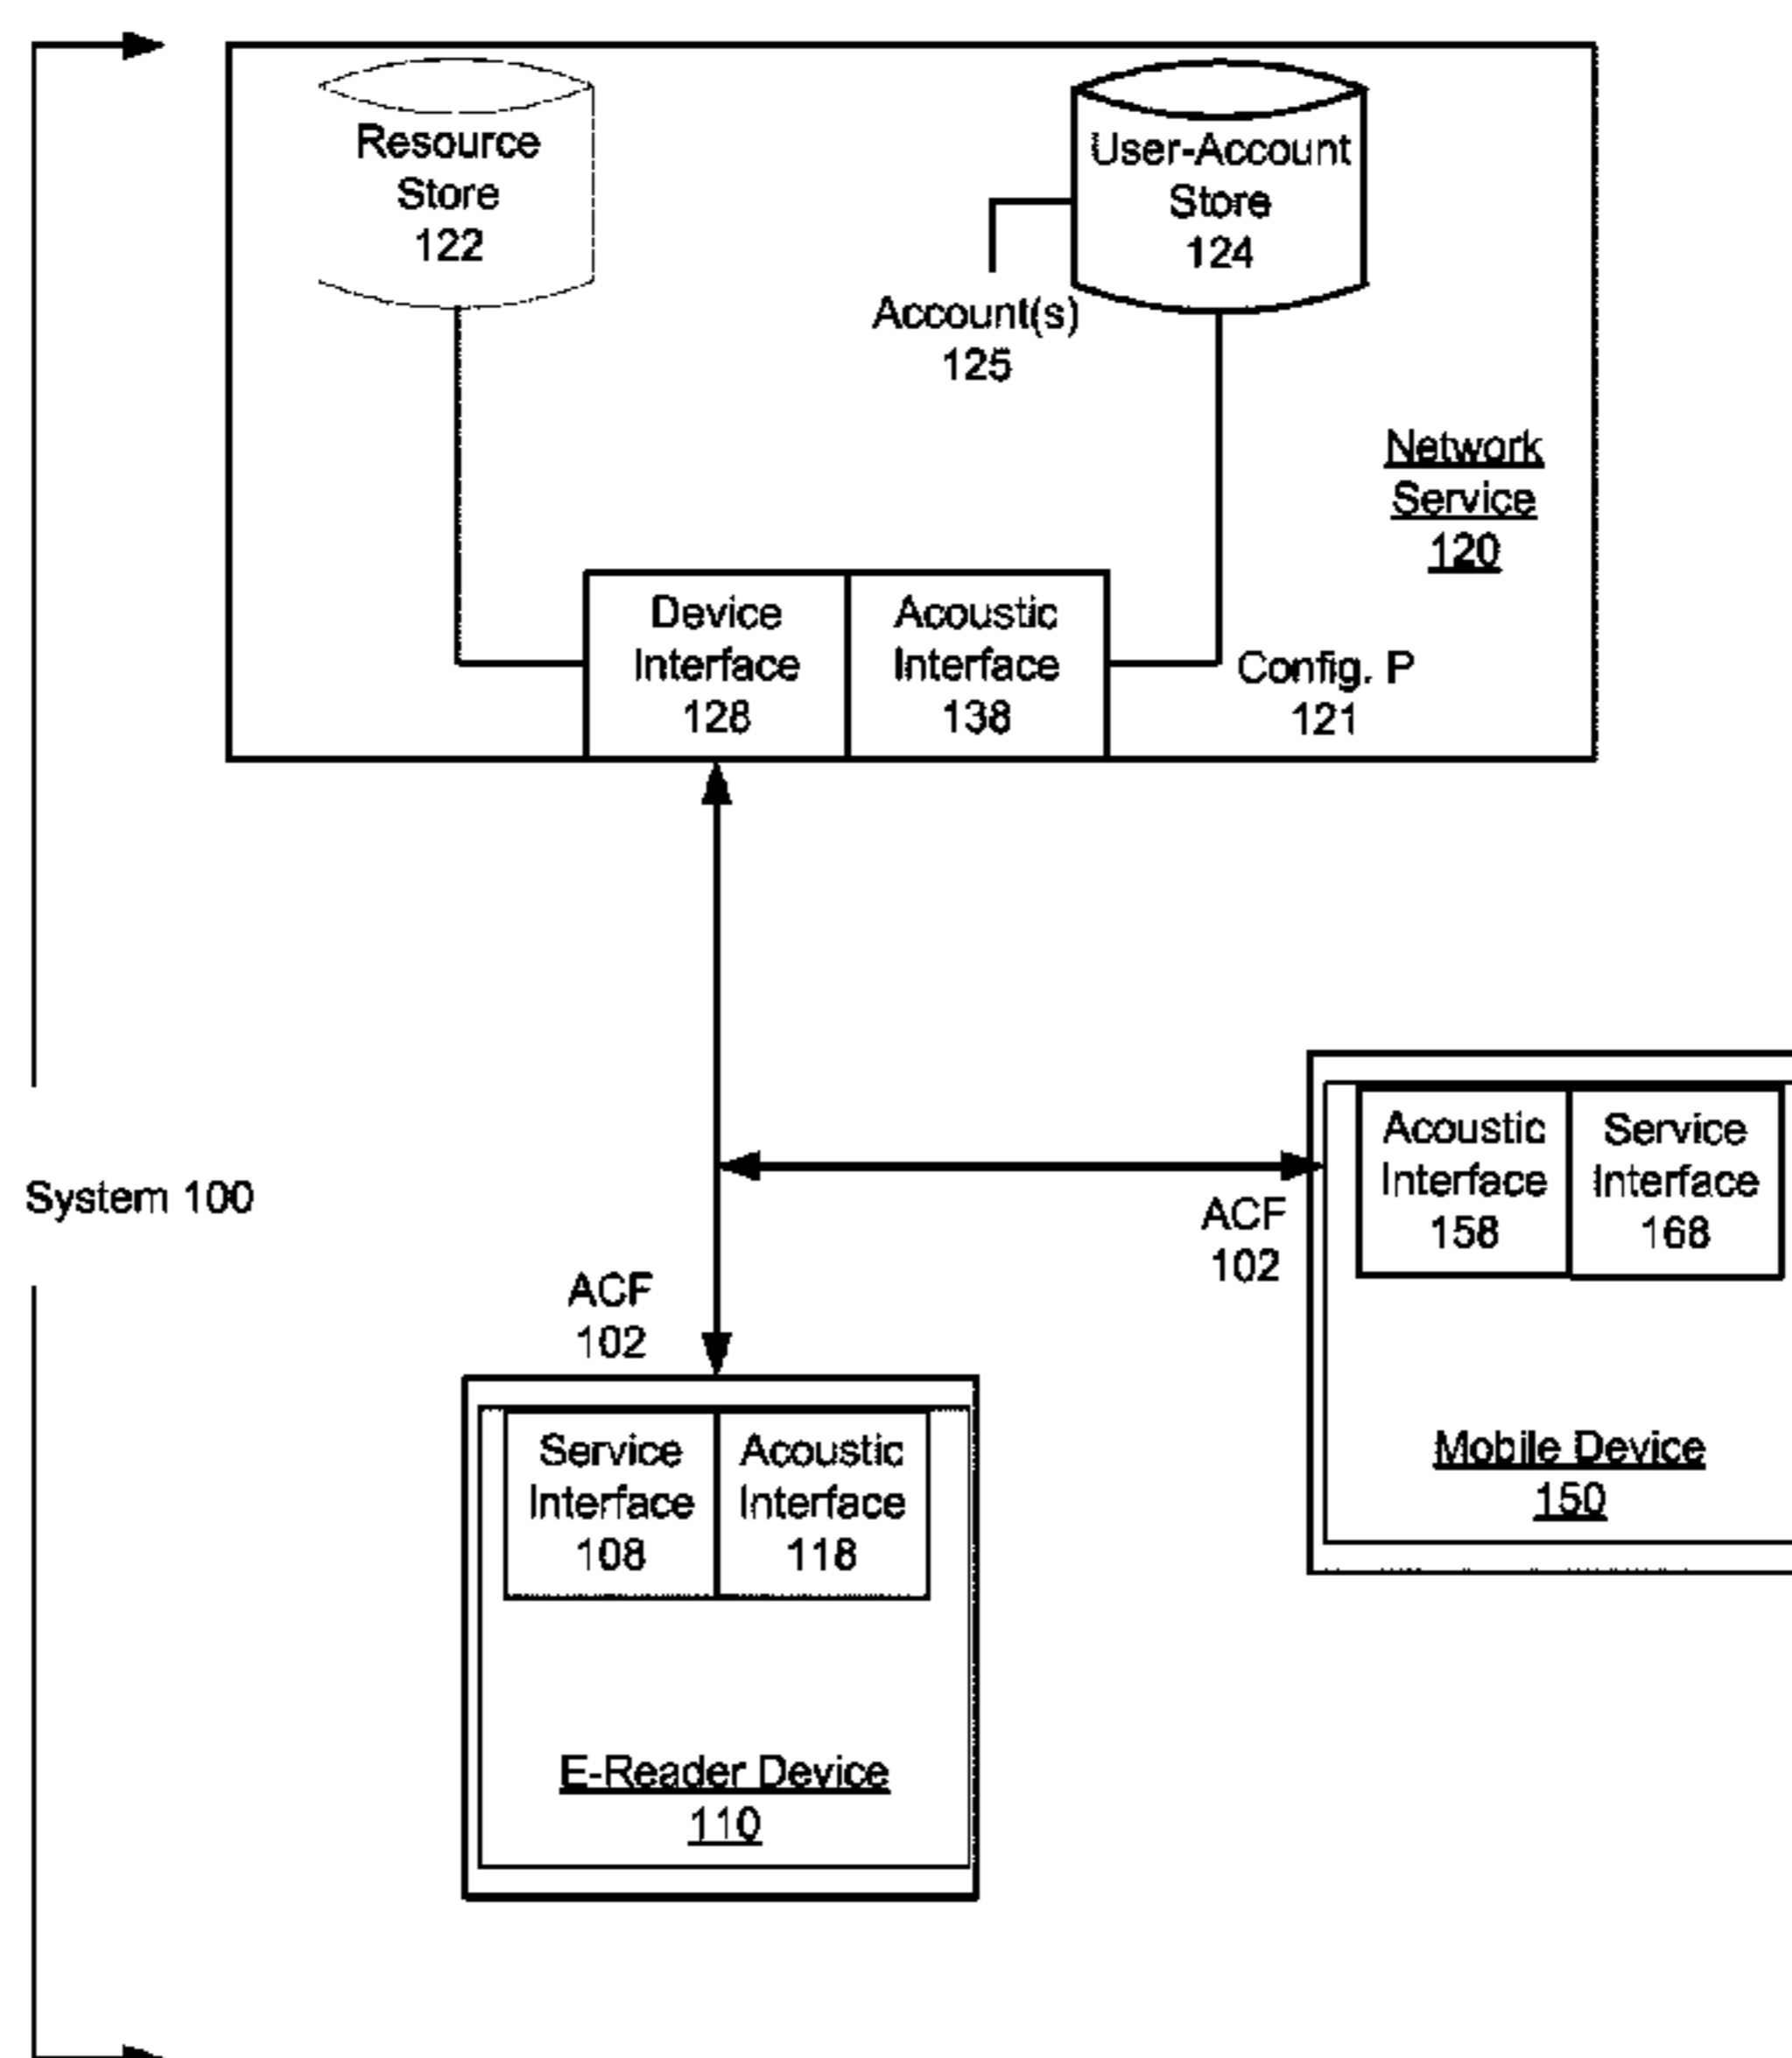 Resource
Store
122
User-Account
Store
124
Account(s)
125
Network
Service
120
Device
Interface
128
Acoustic
Interface
138
Config. P
121
System 100
ACF
102
Acoustic
Interface
158
Service
Interface
168
Mobile Device
150
ACF
102
Service
Interface
108
Acoustic
Interface
118
E-Reader Device
110